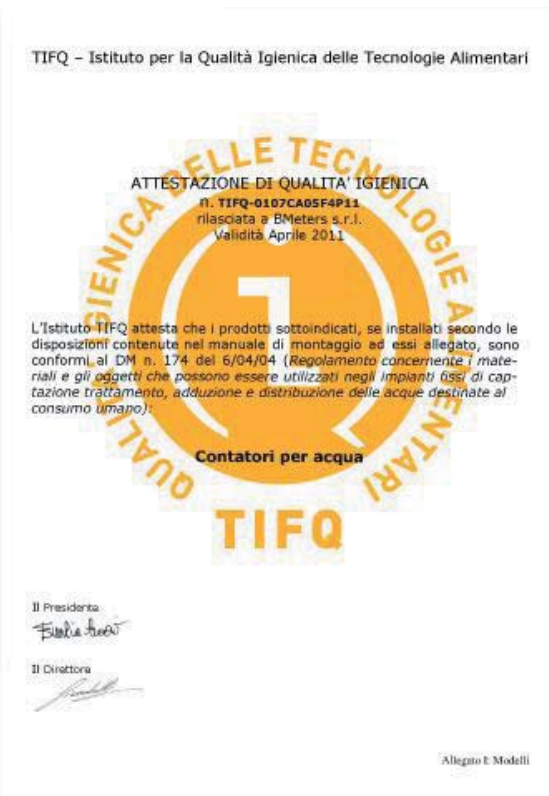 TIFQ – Istituto per la Qualità Igienica delle Tecnologie Alimentari
QUALITA' IGIENICA DELLE TECNOLOGIE ALIMENTARI
ATTESTAZIONE DI QUALITA' IGIENICA
n. TIFQ-0107CA05F4P11
rilasciata a BMeters s.r.l.
Validità Aprile 2011
L'Istituto TIFQ attesta che i prodotti sottoindicati, se installati secondo le
disposizioni contenute nel manuale di montaggio ad essi allegato, sono
conformi al DM n. 174 del 6/04/04 (Regolamento concernente i mate-
riali e gli oggetti che possono essere utilizzati negli impianti fissi di cap-
tazione trattamento, adduzione e distribuzione delle acque destinate al
consumo umano):
Contatori per acqua
TIFQ
Il Presidente
Il Direttore
Allegato I: Modelli